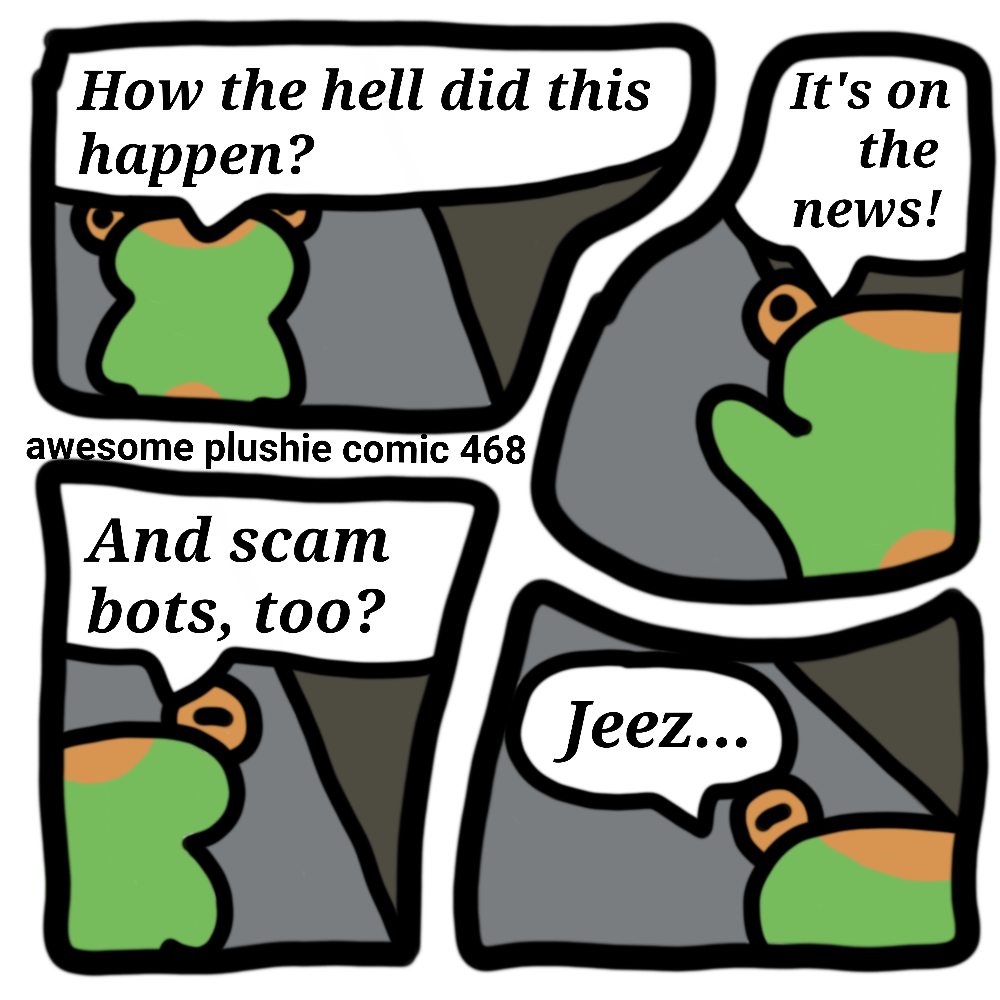 How the hell did this
happen?
It's on
the
news!
awesome plushie comic 468
And scam
bots, too?
Jeez...